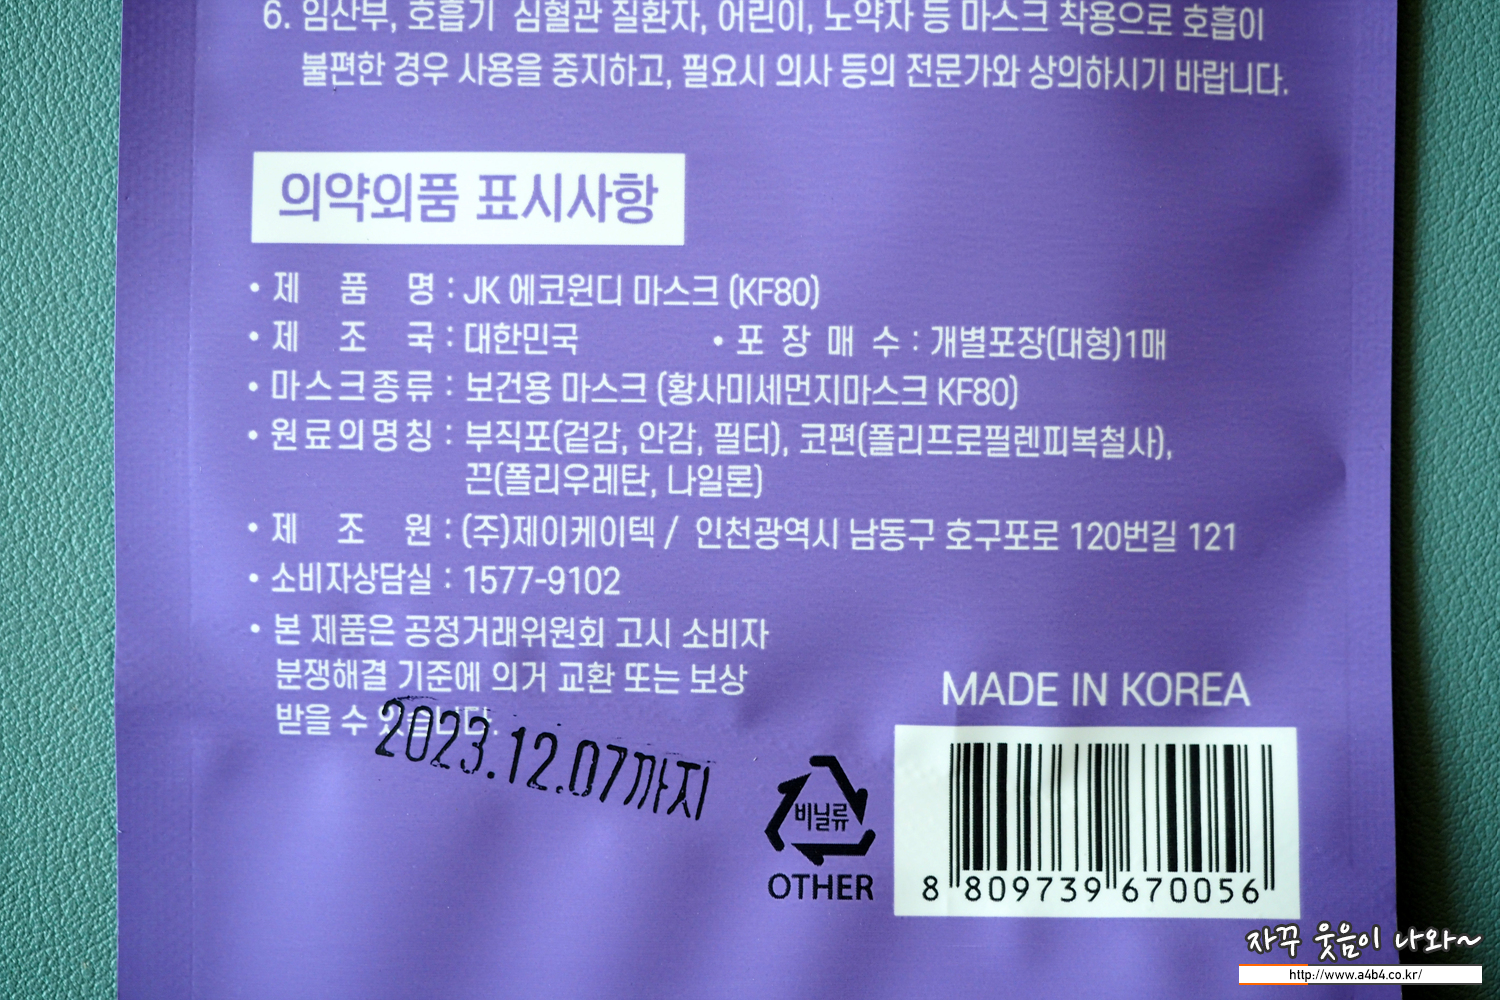 6. 임산부, 호흡기 심혈관 질환자, 어린이, 노약자 등 마스크 착용으로 호흡이
불편한 경우 사용을 중지하고, 필요시 의사 등의 전문가와 상의하시기 바랍니다.
의약외품 표시사항
• 제 품 명 : JK 에코윈디 마스크 (KF80)
• 제 조 국 : 대한민국 • 포 장 매 수 : 개별포장(대형)1매
• 마스크종류 : 보건용 마스크 (황사미세먼지마스크 KF80)
• 원료의명칭 : 부직포(겉감, 안감, 필터), 코편(폴리프로필렌피복철사),
끈(폴리우레탄, 나일론)
• 제 조 원 : (주)제이케이텍 / 인천광역시 남동구 호구포로 120번길 121
• 소비자상담실 : 1577-9102
• 본 제품은 공정거래위원회 고시 소비자
분쟁해결 기준에 의거 교환 또는 보상
받을 수 있습니다.
2023.12.07까지
MADE IN KOREA
비닐류
OTHER
8 809739 670056
자꾸 웃음이 나와~
http://www.a4b4.co.kr/